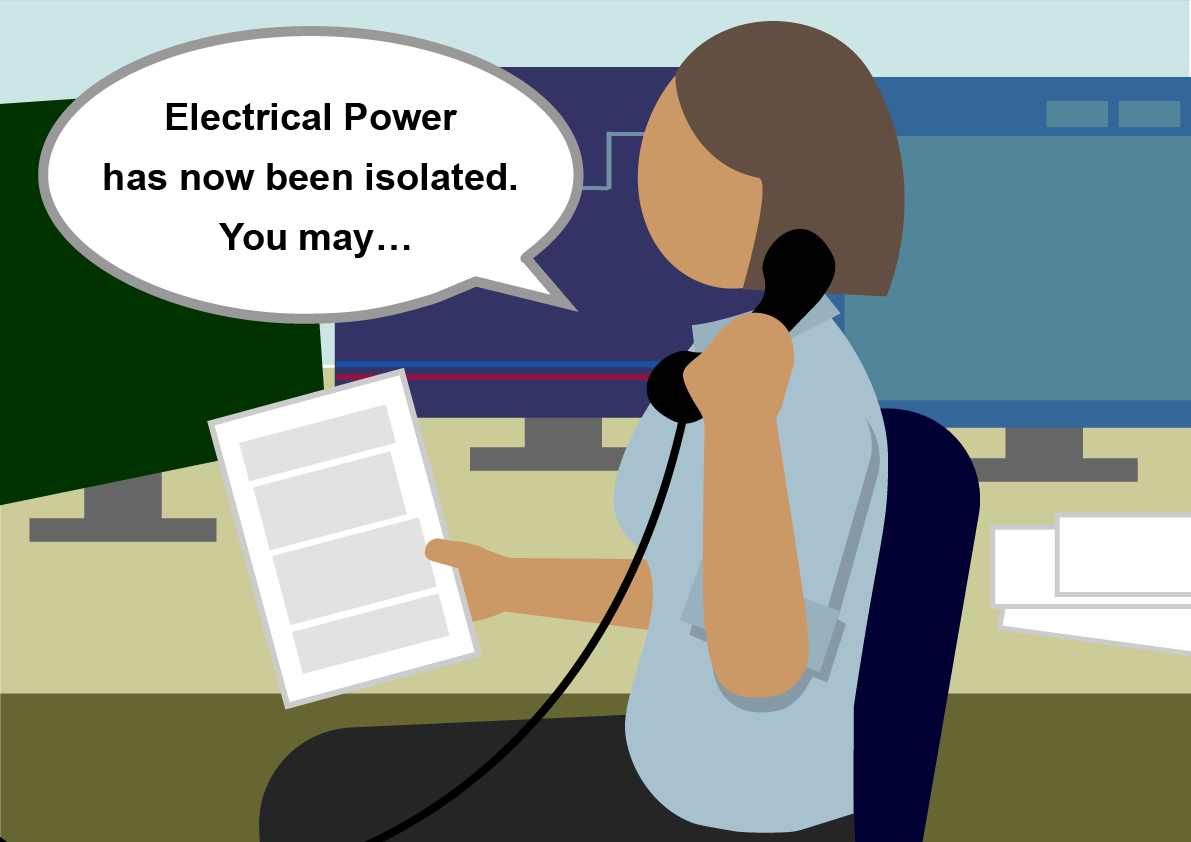 Electrical Power
has now been isolated.
You may…